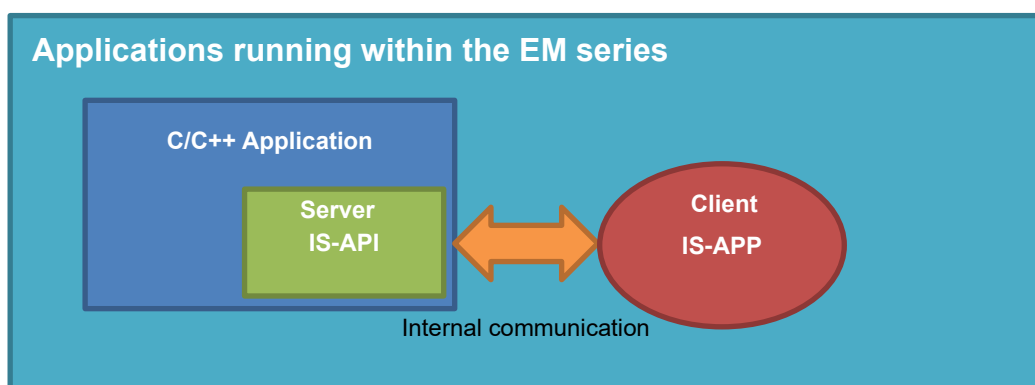 Applications running within the EM series
C/C++ Application
Server
IS-API
Client
IS-APP
Internal communication